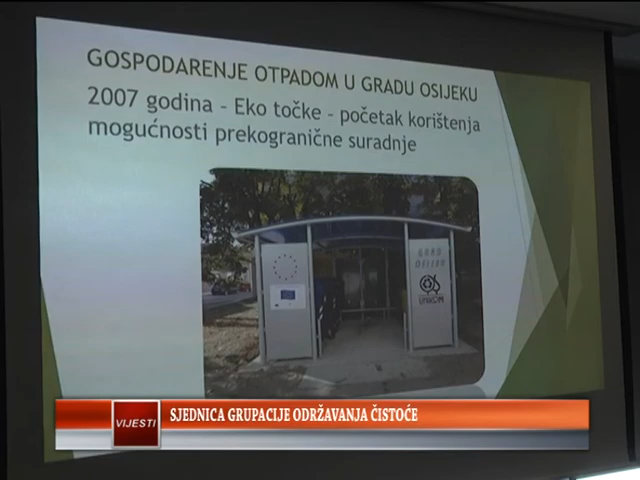 GOSPODARENJE OTPADOM U GRADU OSIJEKU
2007 godina – Eko točke – početak korištenja
mogućnosti prekogranične suradnje
GRAD
OSIJEK
UNIKOM
VIJESTI
SJEDNICA GRUPACIJE ODRŽAVANJA ČISTOĆE